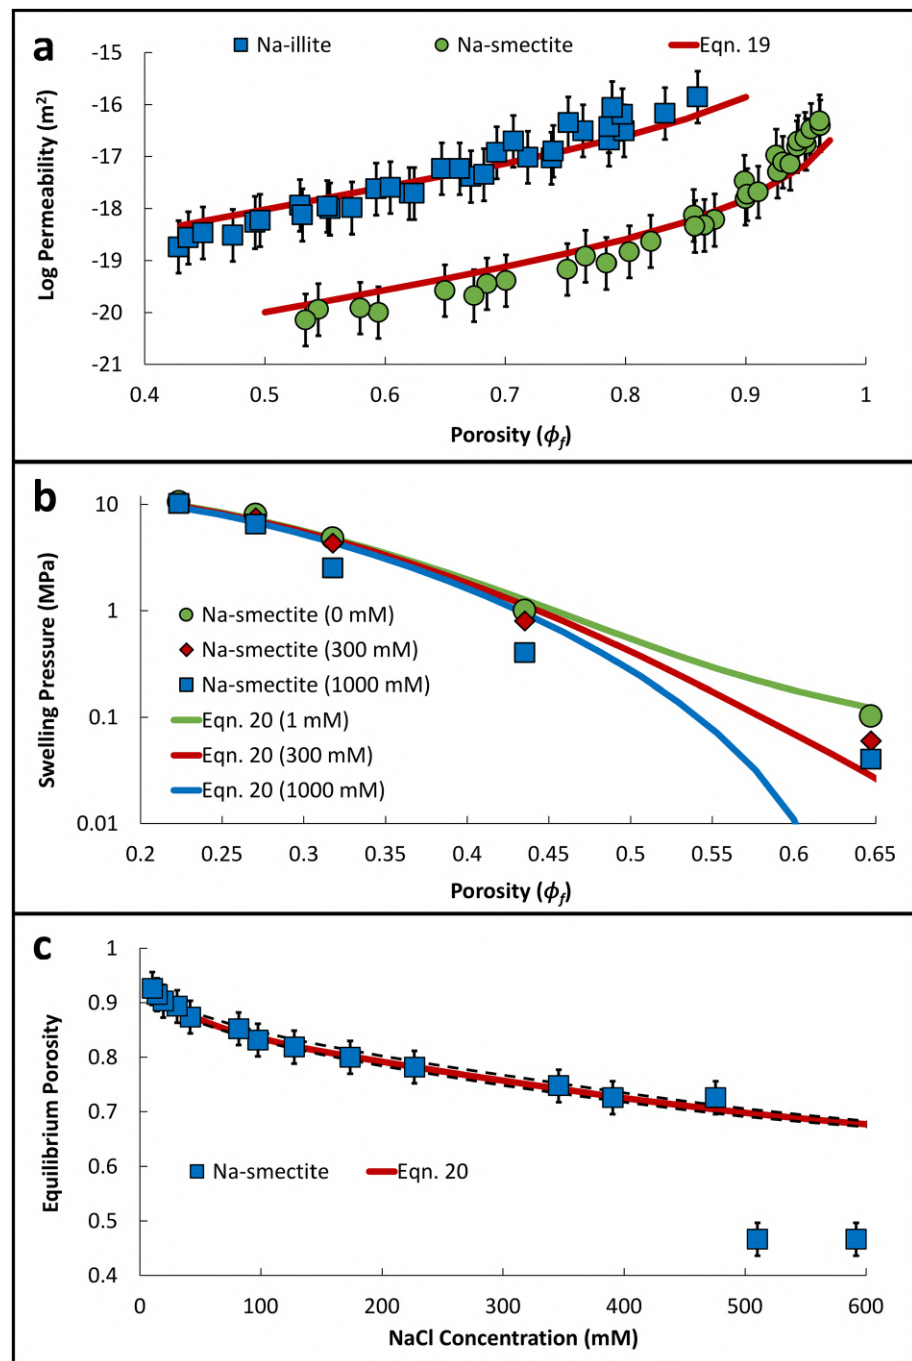 a
Na-illite Na-smectite Eqn. 19
Log Permeability (m²)
-15
-16
-17
-18
-19
-20
-21
0.4 0.5 0.6 0.7 0.8 0.9 1
Porosity (ϕf)
b
Swelling Pressure (MPa)
10
1
0.1
0.01
Na-smectite (0 mM)
Na-smectite (300 mM)
Na-smectite (1000 mM)
Eqn. 20 (1 mM)
Eqn. 20 (300 mM)
Eqn. 20 (1000 mM)
0.2 0.25 0.3 0.35 0.4 0.45 0.5 0.55 0.6 0.65
Porosity (ϕf)
c
Equilibrium Porosity
1
0.9
0.8
0.7
0.6
0.5
0.4
Na-smectite Eqn. 20
0 100 200 300 400 500 600
NaCl Concentration (mM)